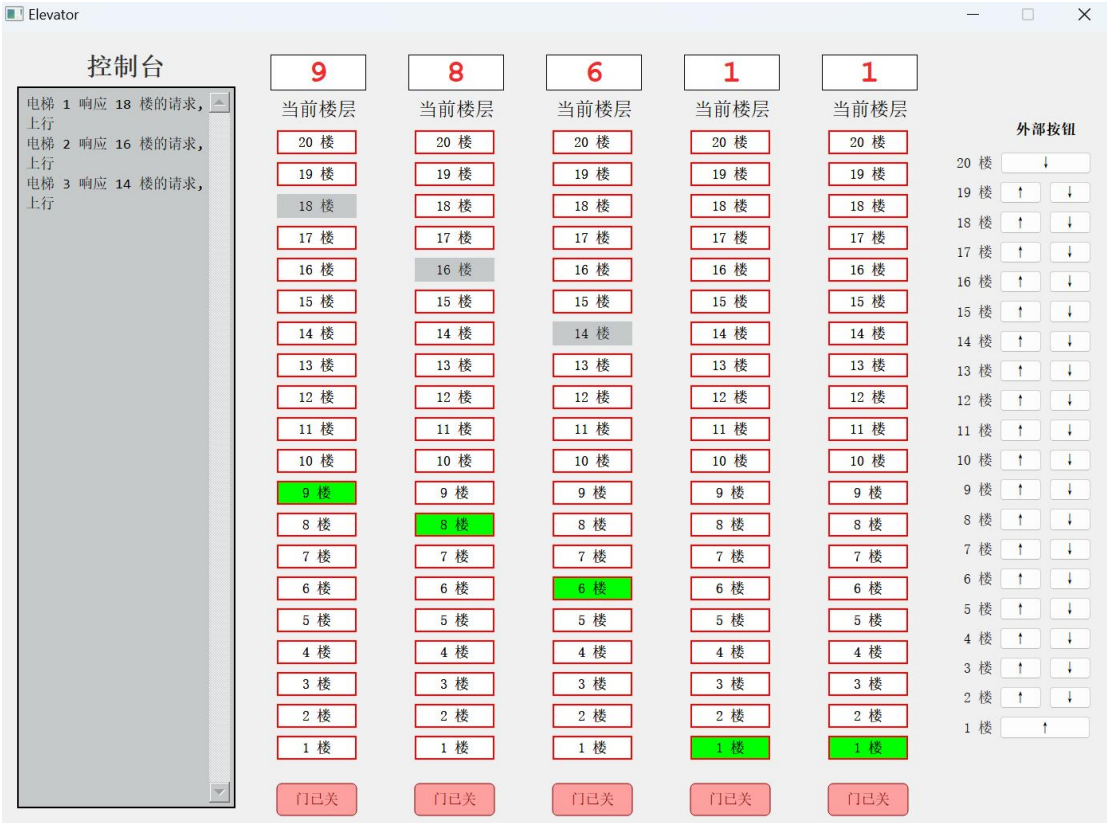 Elevator
控制台
电梯 1 响应 18 楼的请求,
上行
电梯 2 响应 16 楼的请求,
上行
电梯 3 响应 14 楼的请求,
上行
9 8 6 1 1
当前楼层 当前楼层 当前楼层 当前楼层 当前楼层
20 楼 20 楼 20 楼 20 楼 20 楼
19 楼 19 楼 19 楼 19 楼 19 楼
18 楼 18 楼 18 楼 18 楼 18 楼
17 楼 17 楼 17 楼 17 楼 17 楼
16 楼 16 楼 16 楼 16 楼 16 楼
15 楼 15 楼 15 楼 15 楼 15 楼
14 楼 14 楼 14 楼 14 楼 14 楼
13 楼 13 楼 13 楼 13 楼 13 楼
12 楼 12 楼 12 楼 12 楼 12 楼
11 楼 11 楼 11 楼 11 楼 11 楼
10 楼 10 楼 10 楼 10 楼 10 楼
9 楼 9 楼 9 楼 9 楼 9 楼
8 楼 8 楼 8 楼 8 楼 8 楼
7 楼 7 楼 7 楼 7 楼 7 楼
6 楼 6 楼 6 楼 6 楼 6 楼
5 楼 5 楼 5 楼 5 楼 5 楼
4 楼 4 楼 4 楼 4 楼 4 楼
3 楼 3 楼 3 楼 3 楼 3 楼
2 楼 2 楼 2 楼 2 楼 2 楼
1 楼 1 楼 1 楼 1 楼 1 楼
门已关 门已关 门已关 门已关 门已关
外部按钮
20 楼 ↓
19 楼 ↑ ↓
18 楼 ↑ ↓
17 楼 ↑ ↓
16 楼 ↑ ↓
15 楼 ↑ ↓
14 楼 ↑ ↓
13 楼 ↑ ↓
12 楼 ↑ ↓
11 楼 ↑ ↓
10 楼 ↑ ↓
9 楼 ↑ ↓
8 楼 ↑ ↓
7 楼 ↑ ↓
6 楼 ↑ ↓
5 楼 ↑ ↓
4 楼 ↑ ↓
3 楼 ↑ ↓
2 楼 ↑ ↓
1 楼 ↑